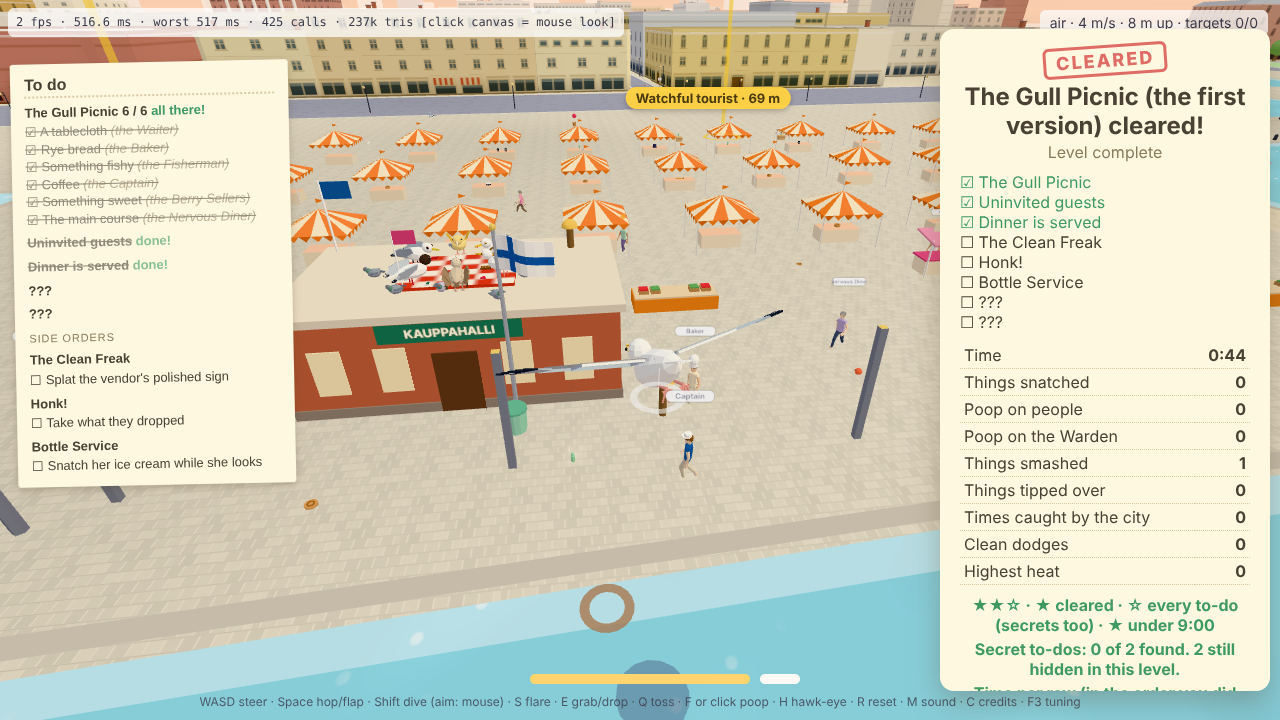 2 fps · 516.6 ms · worst 517 ms · 425 calls · 237k tris [click canvas = mouse look]
air · 4 m/s · 8 m up · targets 0/0
To do
The Gull Picnic 6 / 6 all there!
☑ A tablecloth (the Waiter)
☑ Rye bread (the Baker)
☑ Something fishy (the Fisherman)
☑ Coffee (the Captain)
☑ Something sweet (the Berry Sellers)
☑ The main course (the Nervous Diner)
Uninvited guests done!
Dinner is served done!
???
???
SIDE ORDERS
The Clean Freak
☐ Splat the vendor's polished sign
Honk!
☐ Take what they dropped
Bottle Service
☐ Snatch her ice cream while she looks
Watchful tourist · 69 m
KAUPPAHALLI
Baker
Captain
CLEARED
The Gull Picnic (the first
version) cleared!
Level complete
☑ The Gull Picnic
☑ Uninvited guests
☑ Dinner is served
☐ The Clean Freak
☐ Honk!
☐ Bottle Service
☐ ???
☐ ???
Time 0:44
Things snatched 0
Poop on people 0
Poop on the Warden 0
Things smashed 1
Things tipped over 0
Times caught by the city 0
Clean dodges 0
Highest heat 0
★★☆ · ★ cleared · ☆ every to-do
(secrets too) · ★ under 9:00
Secret to-dos: 0 of 2 found. 2 still
hidden in this level.
WASD steer · Space hop/flap · Shift dive (aim: mouse) · S flare · E grab/drop · Q toss · F or click poop · H hawk-eye · R reset · M sound · C credits · F3 tuning